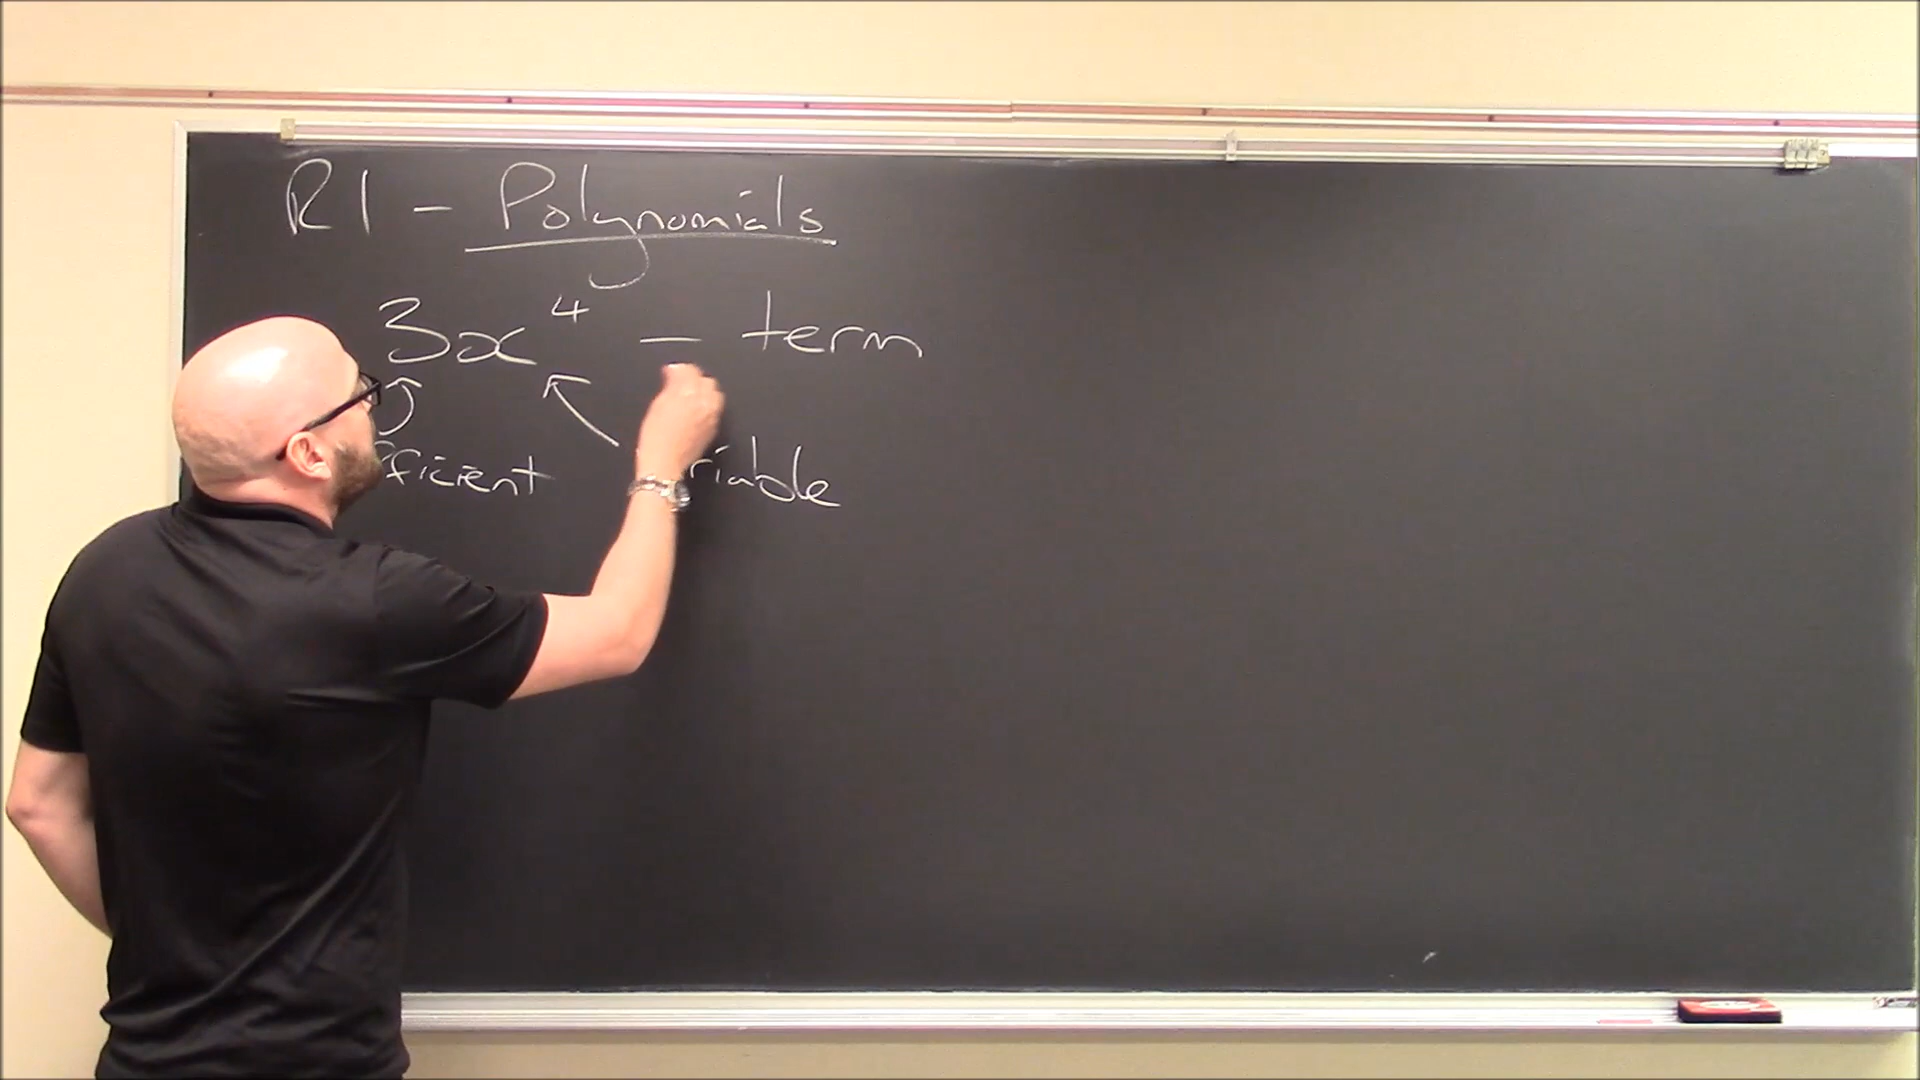 R1 - Polynomials
3x⁴ — term
fficient riable